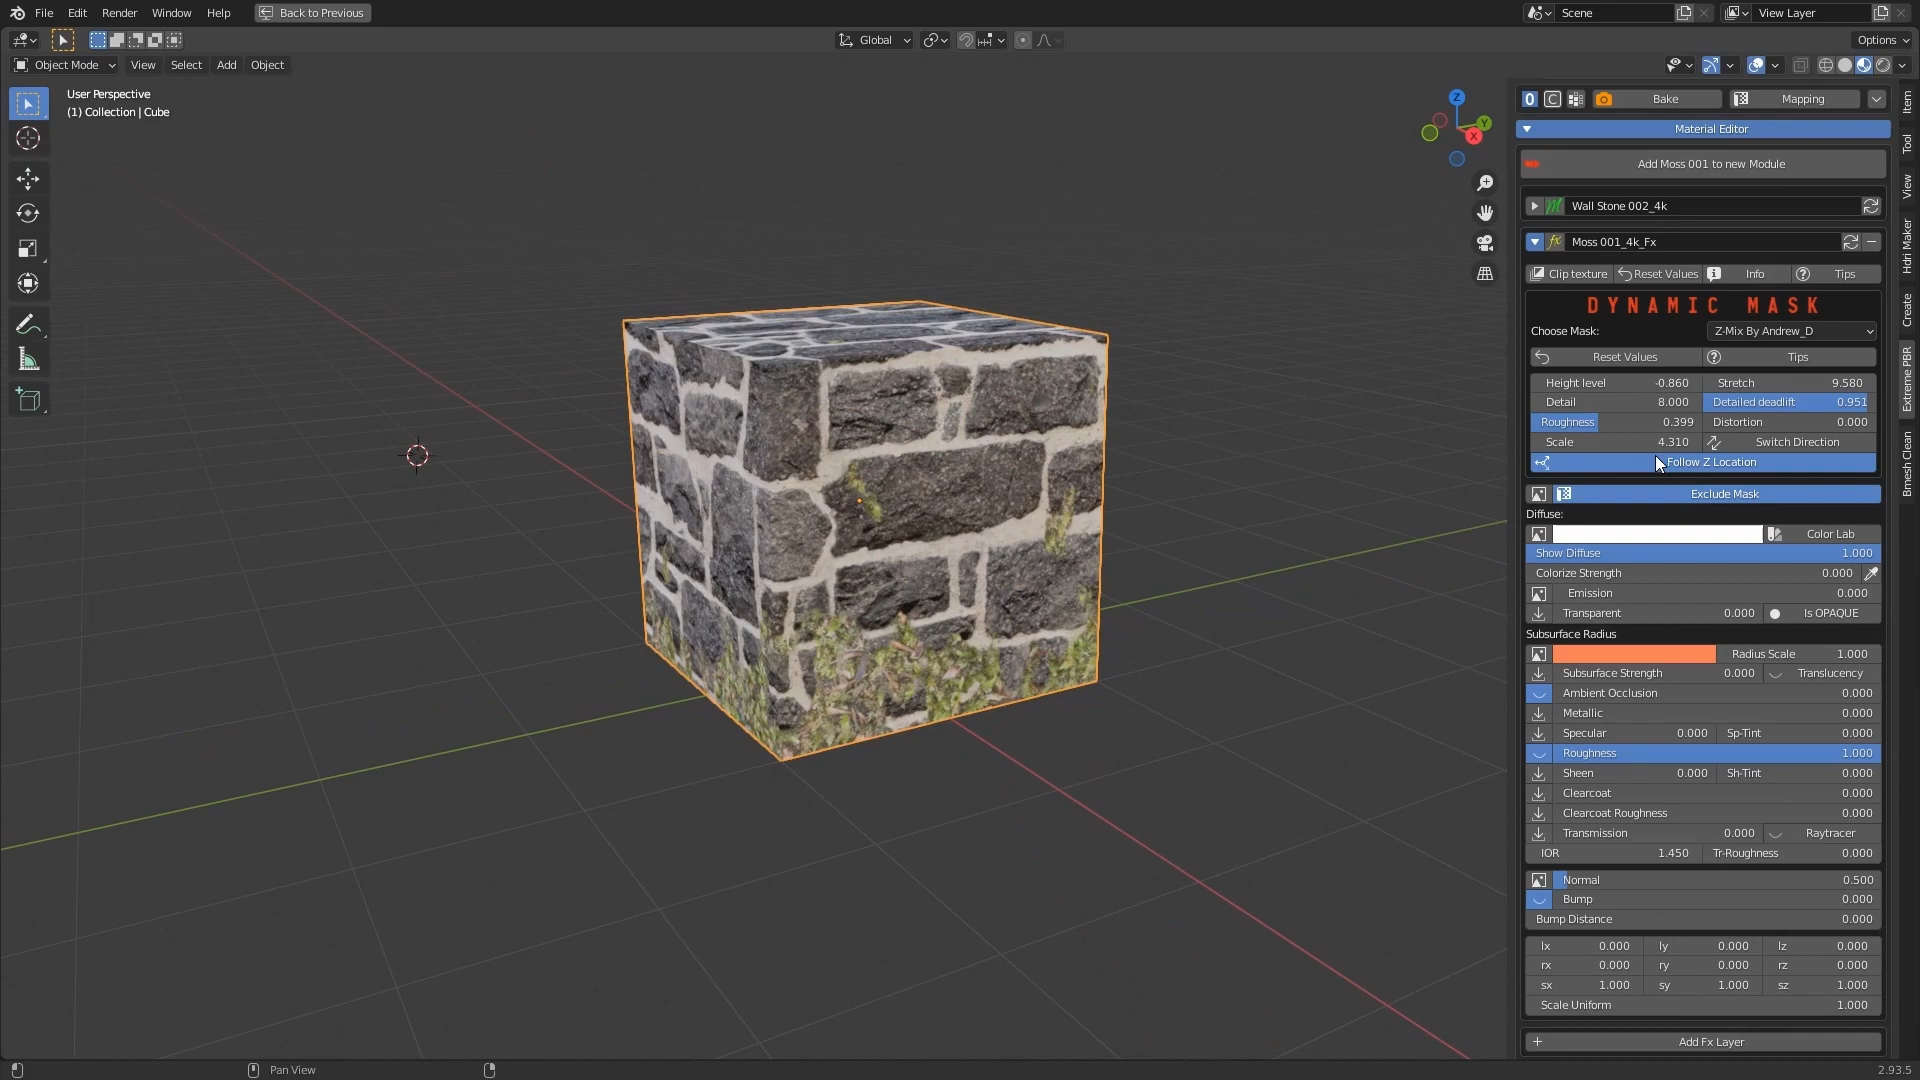 File Edit Render Window Help Back to Previous Scene View Layer
Global Options
Object Mode View Select Add Object
User Perspective
(1) Collection | Cube
Z
Y
X
Bake Mapping
Material Editor
Add Moss 001 to new Module
Wall Stone 002_4k
Moss 001_4k_Fx
Clip texture Reset Values Info Tips
DYNAMIC MASK
Choose Mask: Z-Mix By Andrew_D
Reset Values Tips
Height level -0.860 Stretch 9.580
Detail 8.000 Detailed deadlift 0.951
Roughness 0.399 Distortion 0.000
Scale 4.310 Switch Direction
Follow Z Location
Exclude Mask
Diffuse:
Color Lab
Show Diffuse 1.000
Colorize Strength 0.000
Emission 0.000
Transparent 0.000 Is OPAQUE
Subsurface Radius
Radius Scale 1.000
Subsurface Strength 0.000 Translucency
Ambient Occlusion 0.000
Metallic 0.000
Specular 0.000 Sp-Tint 0.000
Roughness 1.000
Sheen 0.000 Sh-Tint 0.000
Clearcoat 0.000
Clearcoat Roughness 0.000
Transmission 0.000 Raytracer
IOR 1.450 Tr-Roughness 0.000
Normal 0.500
Bump 0.000
Bump Distance 0.000
lx 0.000 ly 0.000 lz 0.000
rx 0.000 ry 0.000 rz 0.000
sx 1.000 sy 1.000 sz 1.000
Scale Uniform 1.000
Add Fx Layer
Item
Tool
View
Hdri Maker
Create
Extreme PBR
Bmesh Clean
Pan View 2.93.5